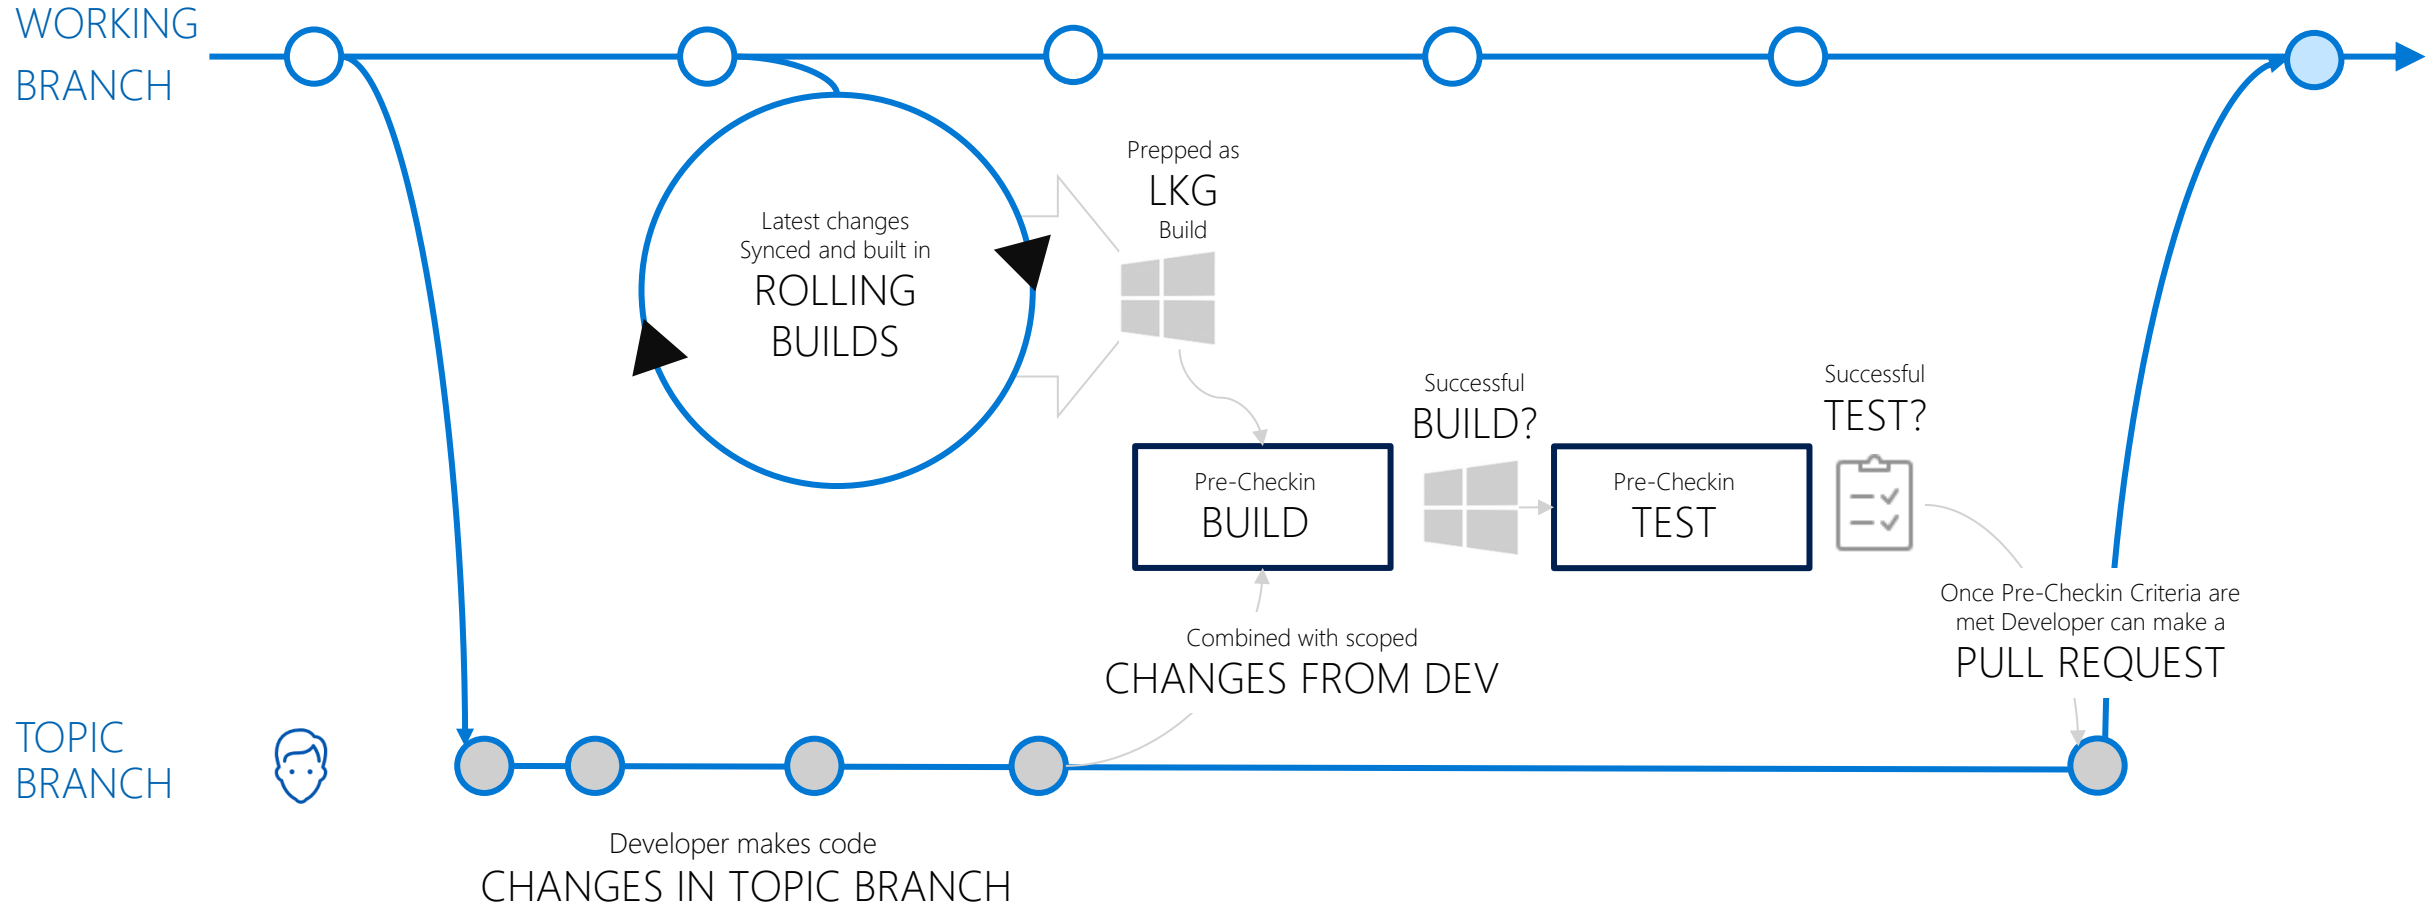 WORKING
BRANCH
Prepped as
LKG
Build
Latest changes
Synced and built in
ROLLING
BUILDS
Successful
BUILD?
Successful
TEST?
Pre-Checkin
BUILD
Pre-Checkin
TEST
Once Pre-Checkin Criteria are
met Developer can make a
PULL REQUEST
Combined with scoped
CHANGES FROM DEV
TOPIC
BRANCH
Developer makes code
CHANGES IN TOPIC BRANCH